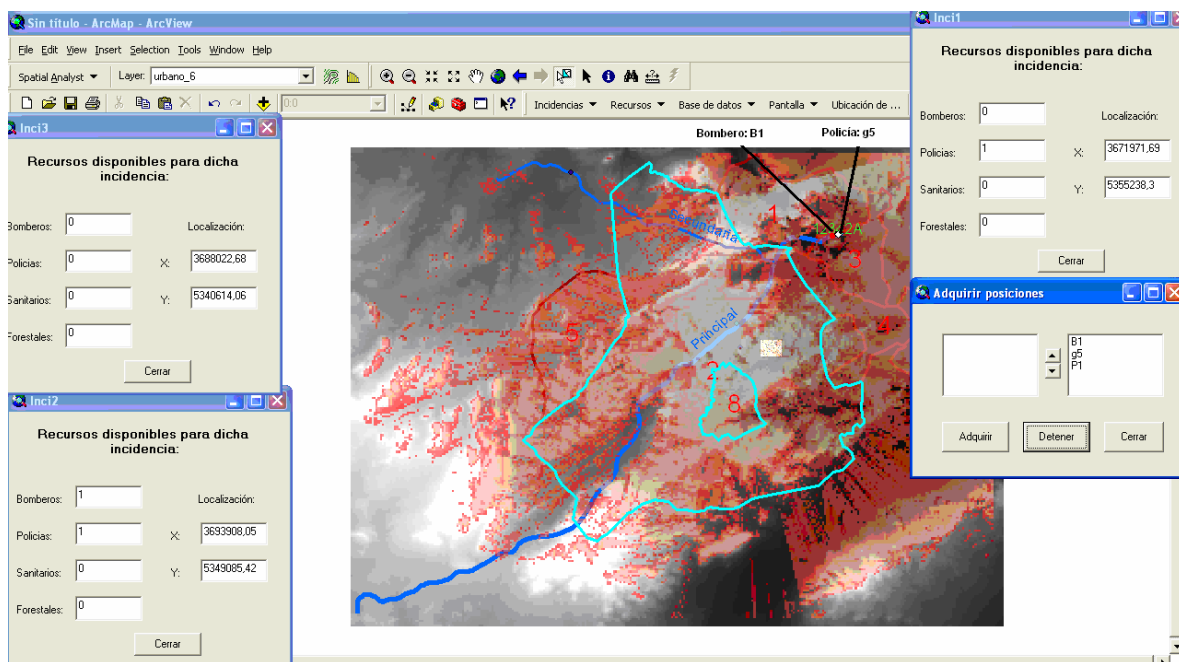 Sin título - ArcMap - ArcView
File Edit View Insert Selection Tools Window Help
Spatial Analyst Layer: urbano_6
0:0
Incidencias Recursos Base de datos Pantalla Ubicación de ...
Inci3
Recursos disponibles para dicha
incidencia:
Bomberos: 0 Localización:
Policias: 0 X: 3688022,68
Sanitarios: 0 Y: 5340614,06
Forestales: 0
Cerrar
Inci2
Recursos disponibles para dicha
incidencia:
Bomberos: 1 Localización:
Policias: 1 X: 3693908,05
Sanitarios: 0 Y: 5349085,42
Forestales: 0
Cerrar
Bombero: B1 Policía: g5
Secundaria
1
Principal
5
2
8
4
Inci1
Recursos disponibles para dicha
incidencia:
Bomberos: 0 Localización:
Policias: 1 X: 3671971,69
Sanitarios: 0 Y: 5355238,3
Forestales: 0
Cerrar
Adquirir posiciones
B1
g5
P1
Adquirir Detener Cerrar